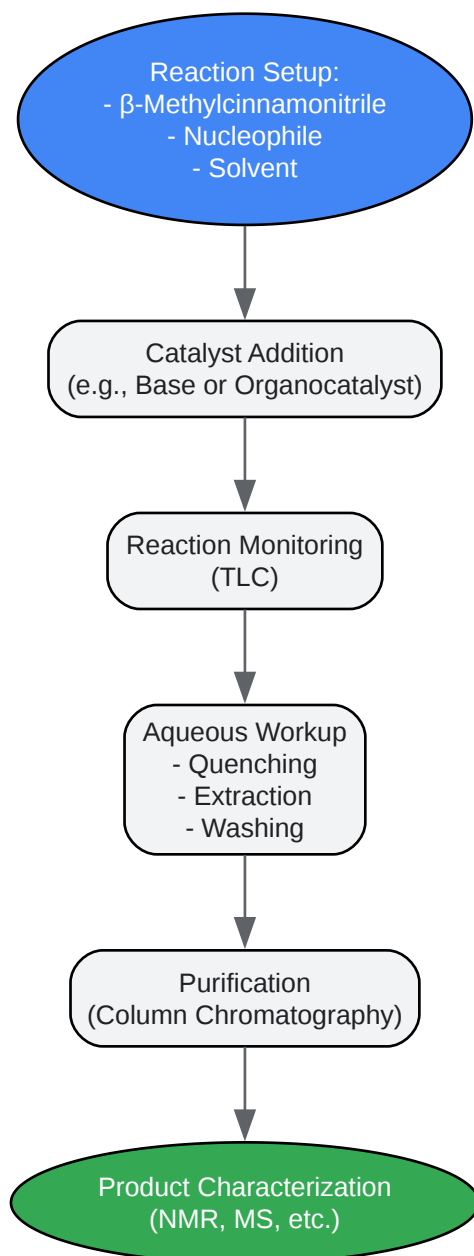 Reaction Setup:
- β-Methylcinnamonitrile
- Nucleophile
- Solvent
Catalyst Addition
(e.g., Base or Organocatalyst)
Reaction Monitoring
(TLC)
Aqueous Workup
- Quenching
- Extraction
- Washing
Purification
(Column Chromatography)
Product Characterization
(NMR, MS, etc.)